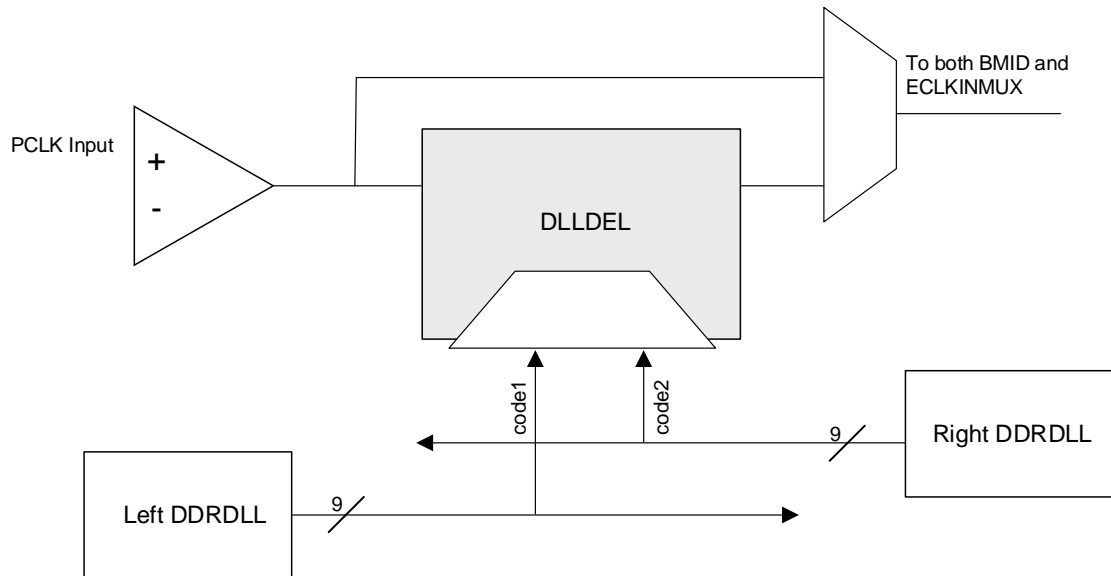 To both BMID and
ECLKINMUX
PCLK Input
+
-
DLLDEL
code1
code2
9
Right DDRDLL
9
Left DDRDLL